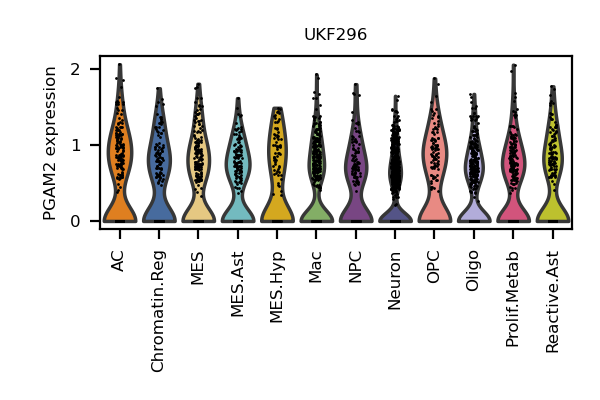 UKF296
PGAM2 expression
2
1
0
AC
Chromatin.Reg
MES
MES.Ast
MES.Hyp
Mac
NPC
Neuron
OPC
Oligo
Prolif.Metab
Reactive.Ast